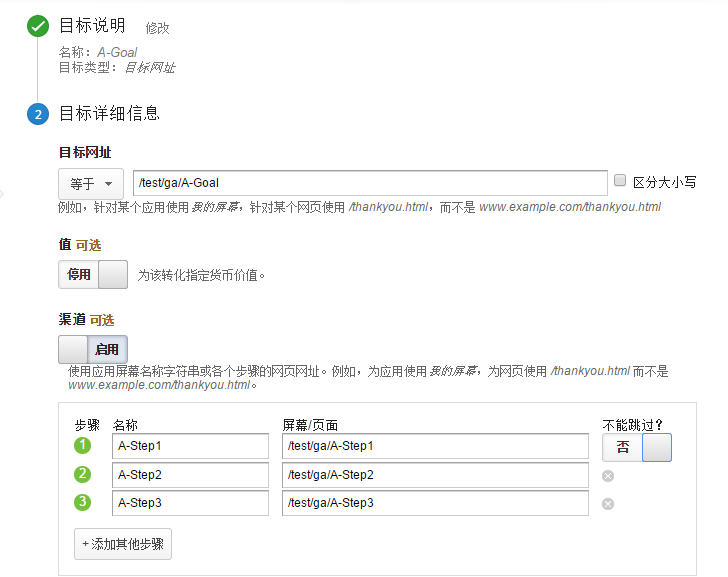 目标说明 修改
名称：A-Goal
目标类型：目标网址
2 目标详细信息
目标网址
等于 /test/ga/A-Goal 区分大小写
例如，针对某个应用使用我的屏幕，针对某个网页使用 /thankyou.html，而不是 www.example.com/thankyou.html
值 可选
停用 为该转化指定货币价值。
渠道 可选
启用
使用应用屏幕名称字符串或各个步骤的网页网址。例如，为应用使用我的屏幕，为网页使用 /thankyou.html 而不是
www.example.com/thankyou.html。
步骤 名称 屏幕/页面 不能跳过？
1 A-Step1 /test/ga/A-Step1 否
2 A-Step2 /test/ga/A-Step2
3 A-Step3 /test/ga/A-Step3
+ 添加其他步骤